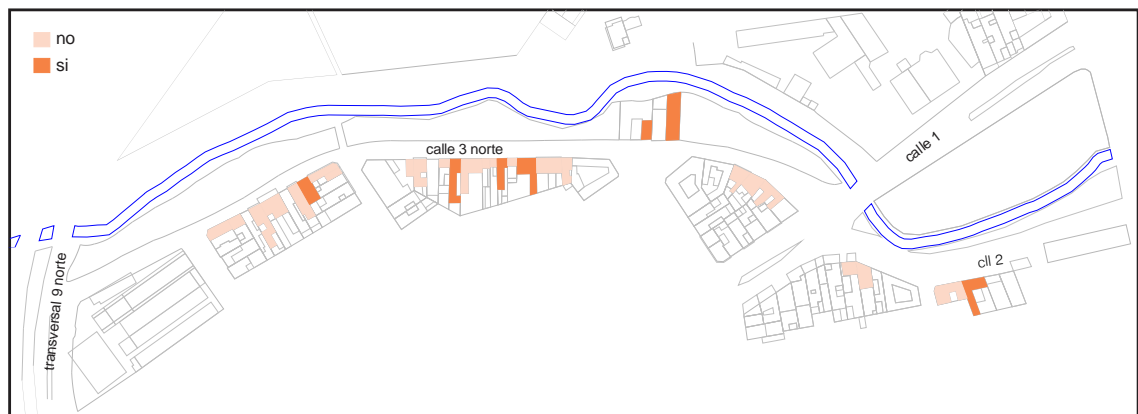 no
si
calle 3 norte
calle 1
cll 2
transversal 9 norte